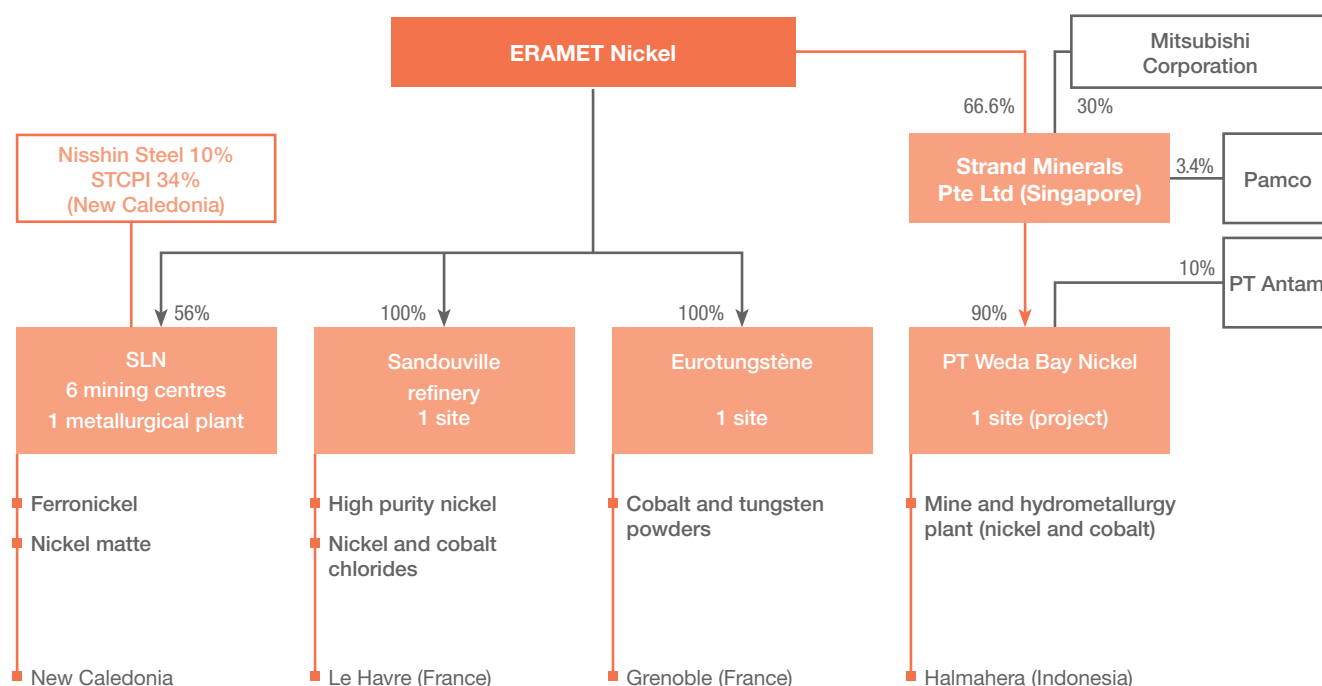 ERAMET Nickel
Mitsubishi
Corporation
66.6%
30%
Nisshin Steel 10%
STCPI 34%
(New Caledonia)
Strand Minerals
Pte Ltd (Singapore)
3.4%
Pamco
10%
PT Antam
56%
100%
100%
90%
SLN
6 mining centres
1 metallurgical plant
Sandouville
refinery
1 site
Eurotungstène
1 site
PT Weda Bay Nickel
1 site (project)
Ferronickel
Nickel matte
High purity nickel
Nickel and cobalt
chlorides
Cobalt and tungsten
powders
Mine and hydrometallurgy
plant (nickel and cobalt)
New Caledonia
Le Havre (France)
Grenoble (France)
Halmahera (Indonesia)